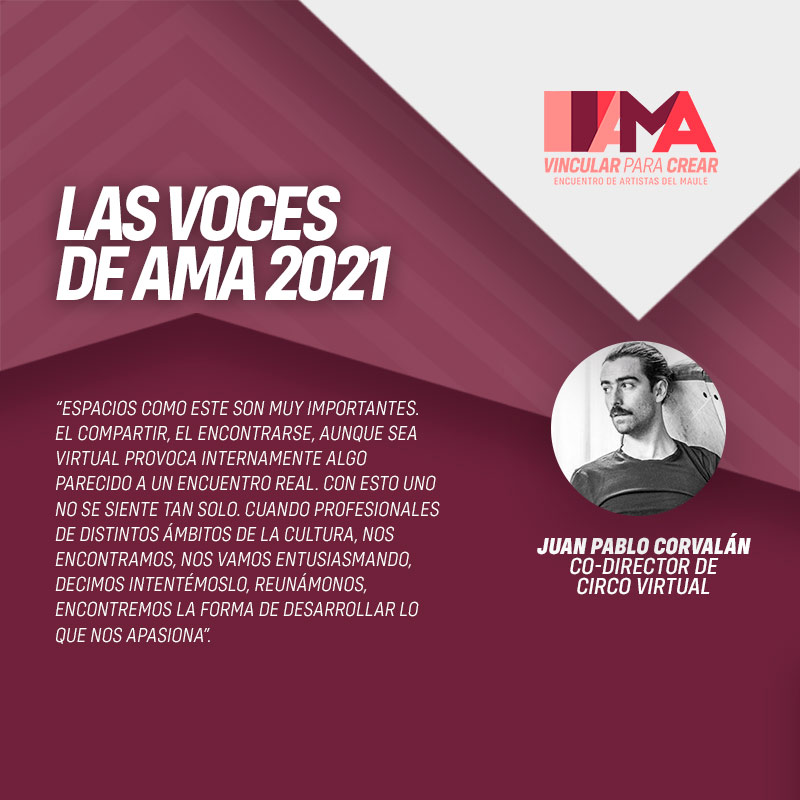 AMA
VINCULAR PARA CREAR
ENCUENTRO DE ARTISTAS DEL MAULE
LAS VOCES
DE AMA 2021
“ESPACIOS COMO ESTE SON MUY IMPORTANTES.
EL COMPARTIR, EL ENCONTRARSE, AUNQUE SEA
VIRTUAL PROVOCA INTERNAMENTE ALGO
PARECIDO A UN ENCUENTRO REAL. CON ESTO UNO
NO SE SIENTE TAN SOLO. CUANDO PROFESIONALES
DE DISTINTOS ÁMBITOS DE LA CULTURA, NOS
ENCONTRAMOS, NOS VAMOS ENTUSIASMANDO,
DECIMOS INTENTÉMOSLO, REUNÁMONOS,
ENCONTREMOS LA FORMA DE DESARROLLAR LO
QUE NOS APASIONA”.
JUAN PABLO CORVALÁN
CO-DIRECTOR DE
CIRCO VIRTUAL